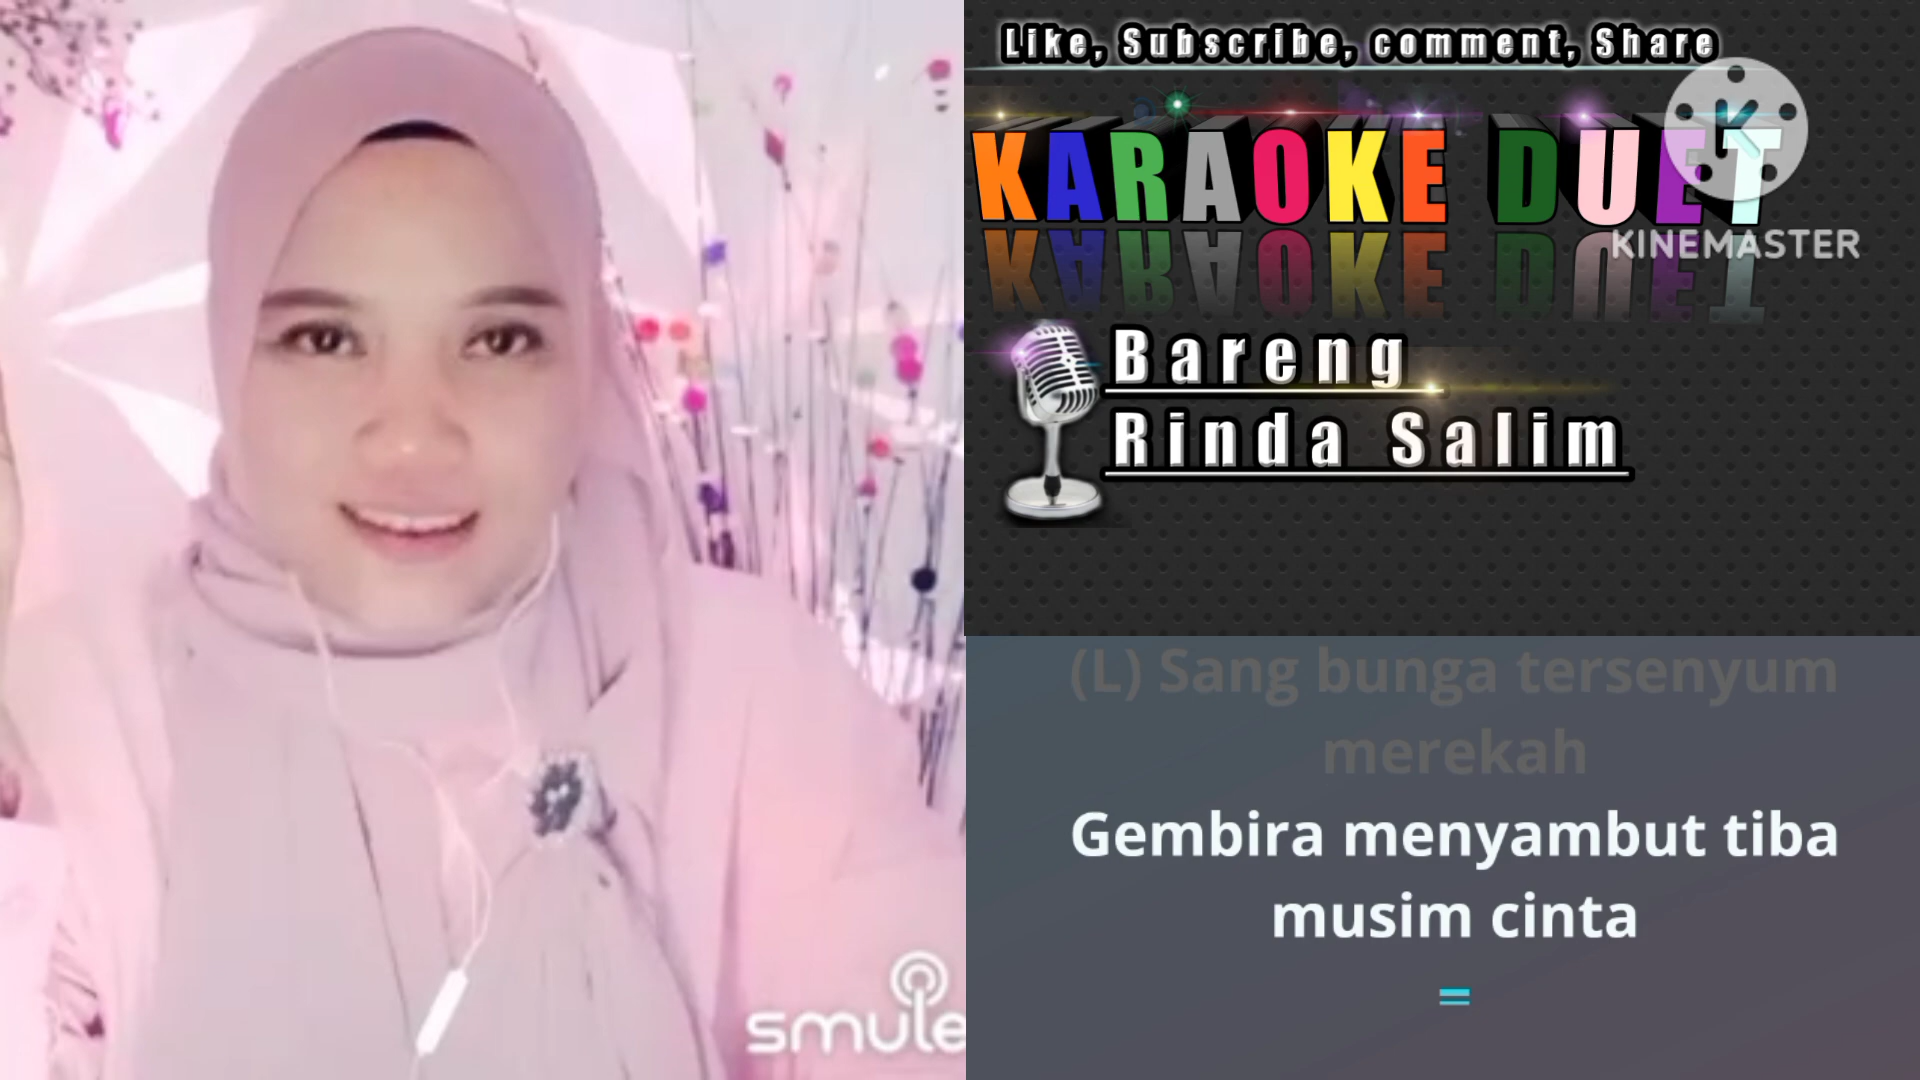 Like, Subscribe, comment, Share
KARAOKE DUET
KINEMASTER
Bareng
Rinda Salim
(L) Sang bunga tersenyum
merekah
Gembira menyambut tiba
musim cinta
=
smule